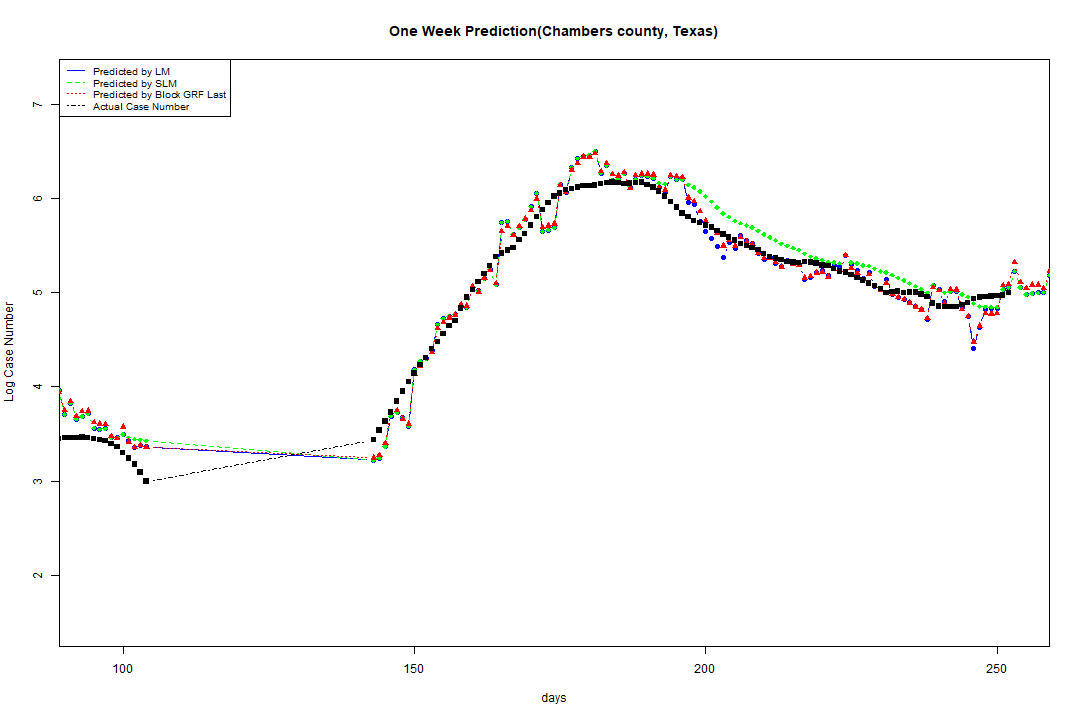 One Week Prediction(Chambers county, Texas)
Predicted by LM
Predicted by SLM
Predicted by Block GRF Last
Actual Case Number
7
6
5
4
3
2
Log Case Number
100
150
200
250
days